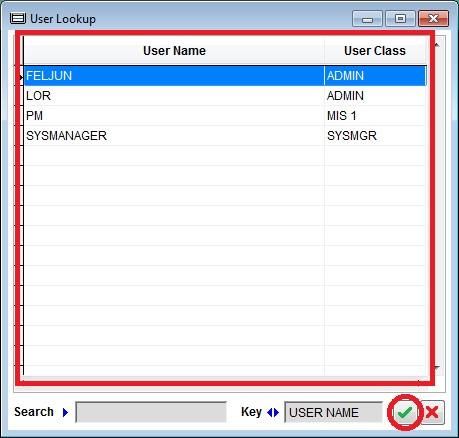 User Lookup
User Name User Class
FELJUN ADMIN
LOR ADMIN
PM MIS 1
SYSMANAGER SYSMGR
Search Key USER NAME